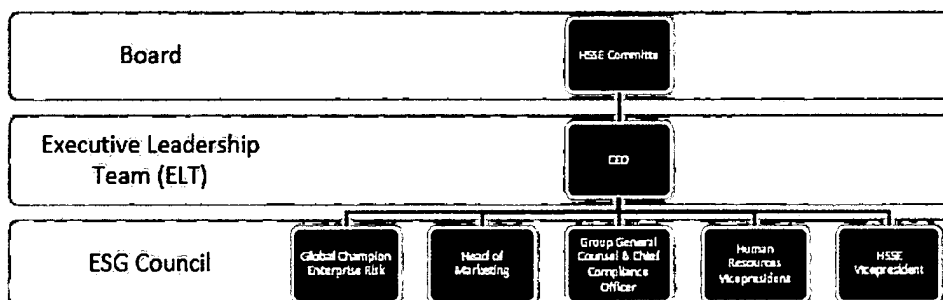 Board
HSSE Committe
Executive Leadership
Team (ELT)
CEO
ESG Council
Global Champion
Enterprise Risk
Head of
Marketing
Group General
Counsel & Chief
Compliance
Officer
Human
Resources
Vicepresident
HSSE
Vicepresident